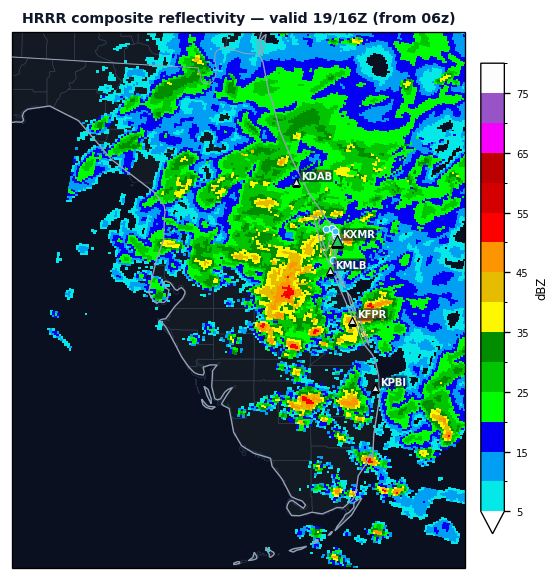 HRRR composite reflectivity — valid 19/16Z (from 06z)
KDAB
KXMR
KMLB
KFPR
KPBI
75
65
55
45
35
25
15
5
dBZ